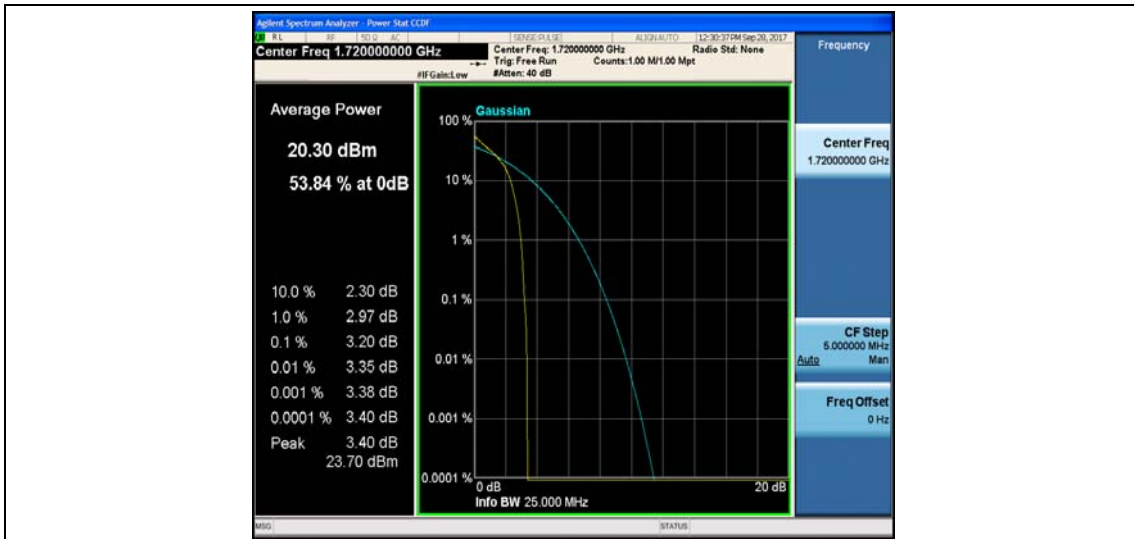 Agilent Spectrum Analyzer - Power Stat CCDF
RL RF 50 Ω AC SENSE:PULSE ALIGN AUTO 12:30:37 PM Sep 28, 2017
Center Freq 1.720000000 GHz
Center Freq: 1.720000000 GHz Radio Std: None
Trig: Free Run Counts:1.00 M/1.00 Mpt
#IFGain:Low #Atten: 40 dB
Frequency
Average Power
20.30 dBm
53.84 % at 0dB
10.0 % 2.30 dB
1.0 % 2.97 dB
0.1 % 3.20 dB
0.01 % 3.35 dB
0.001 % 3.38 dB
0.0001 % 3.40 dB
Peak 3.40 dB
23.70 dBm
Gaussian
100 %
10 %
1 %
0.1 %
0.01 %
0.001 %
0.0001 %
0 dB 20 dB
Info BW 25.000 MHz
Center Freq
1.720000000 GHz
CF Step
5.000000 MHz
Auto Man
Freq Offset
0 Hz
MSG STATUS